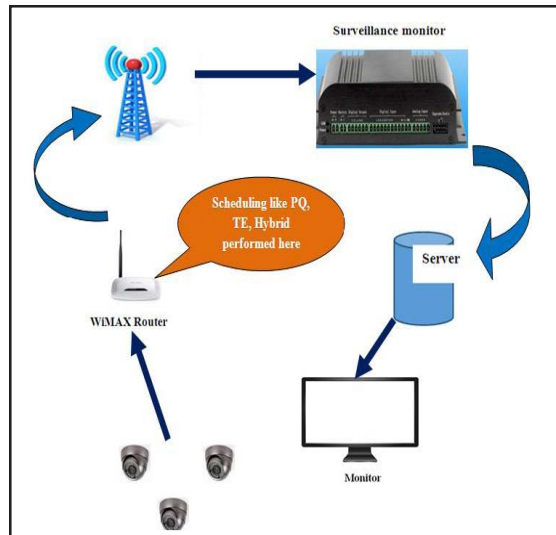 Surveillance monitor
Scheduling like PQ,
TE, Hybrid
performed here
Server
WiMAX Router
Monitor